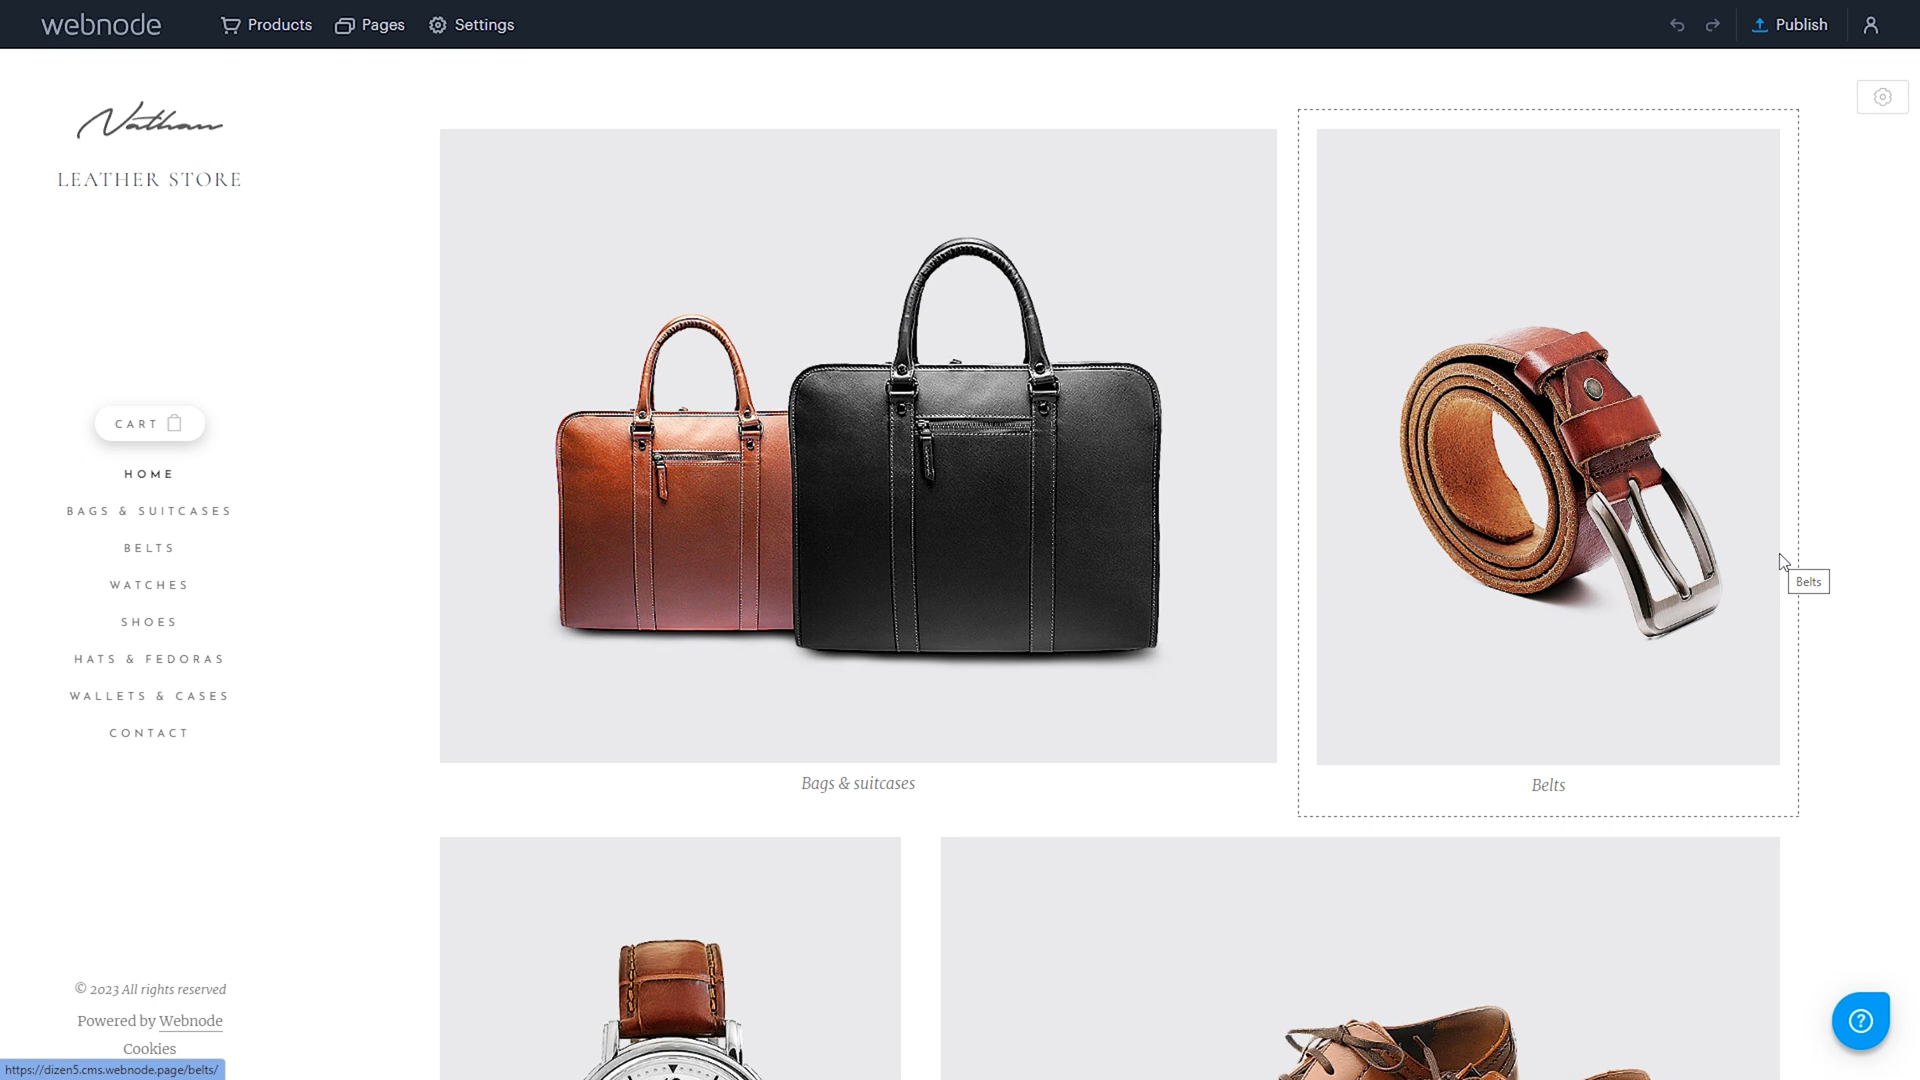 webnode
Products
Pages
Settings
Publish
Nathan
LEATHER STORE
CART
HOME
BAGS & SUITCASES
BELTS
WATCHES
SHOES
HATS & FEDORAS
WALLETS & CASES
CONTACT
Bags & suitcases
Belts
Belts
© 2023 All rights reserved
Powered by Webnode
Cookies
https://dizen5.cms.webnode.page/belts/